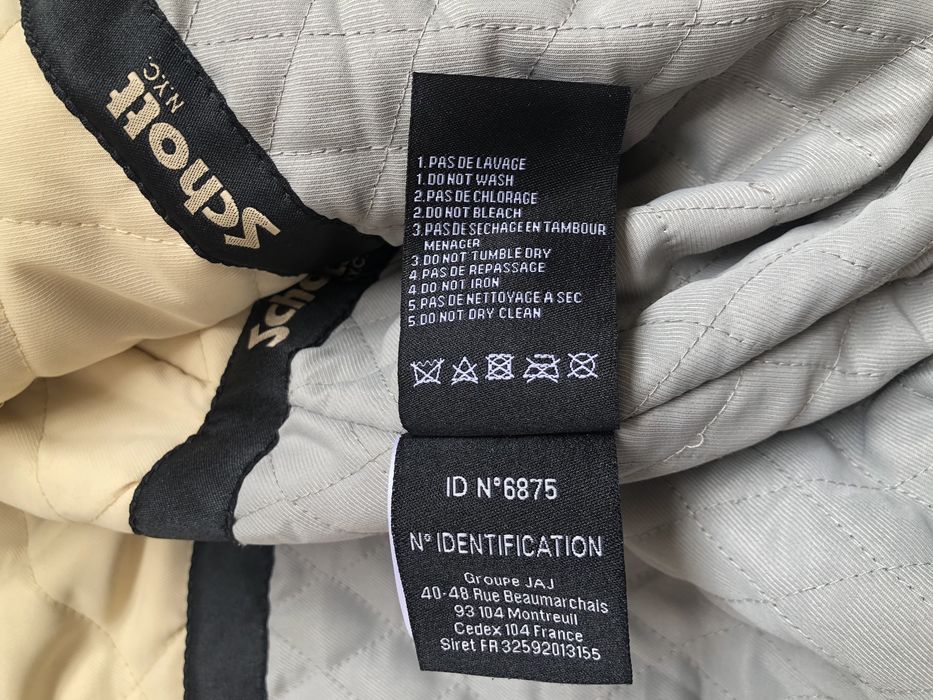 Schott
N.Y.C.
Schott
1.PAS DE LAVAGE
1.DO NOT WASH
2.PAS DE CHLORAGE
2.DO NOT BLEACH
3.PAS DE SECHAGE EN TAMBOUR
MENAGER
3.DO NOT TUMBLE DRY
4.PAS DE REPASSAGE
4.DO NOT IRON
5.PAS DE NETTOYAGE A SEC
5.DO NOT DRY CLEAN
ID N°6875
N° IDENTIFICATION
Groupe JAJ
40-48 Rue Beaumarchais
93 104 Montreuil
Cedex 104 France
Siret FR 32592013155